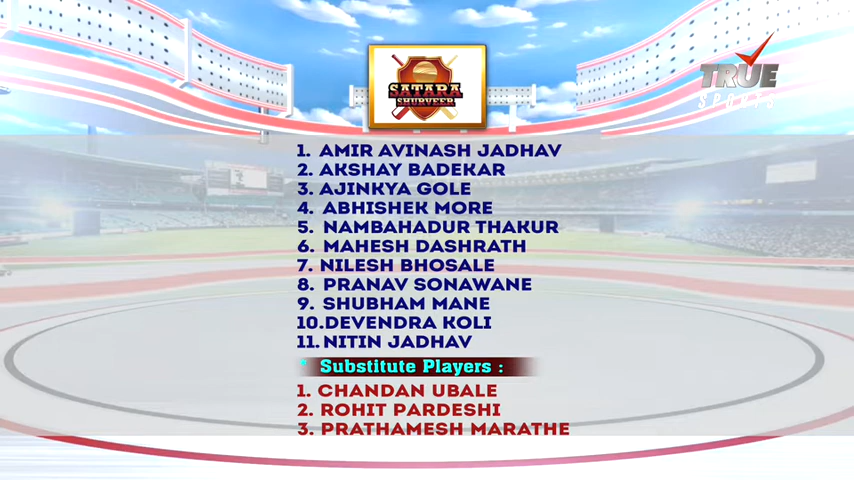 SATARA
SHURVEER
TRUE
SPORTS
1. AMIR AVINASH JADHAV
2. AKSHAY BADEKAR
3. AJINKYA GOLE
4. ABHISHEK MORE
5. NAMBAHADUR THAKUR
6. MAHESH DASHRATH
7. NILESH BHOSALE
8. PRANAV SONAWANE
9. SHUBHAM MANE
10.DEVENDRA KOLI
11. NITIN JADHAV
* Substitute Players :
1. CHANDAN UBALE
2. ROHIT PARDESHI
3. PRATHAMESH MARATHE